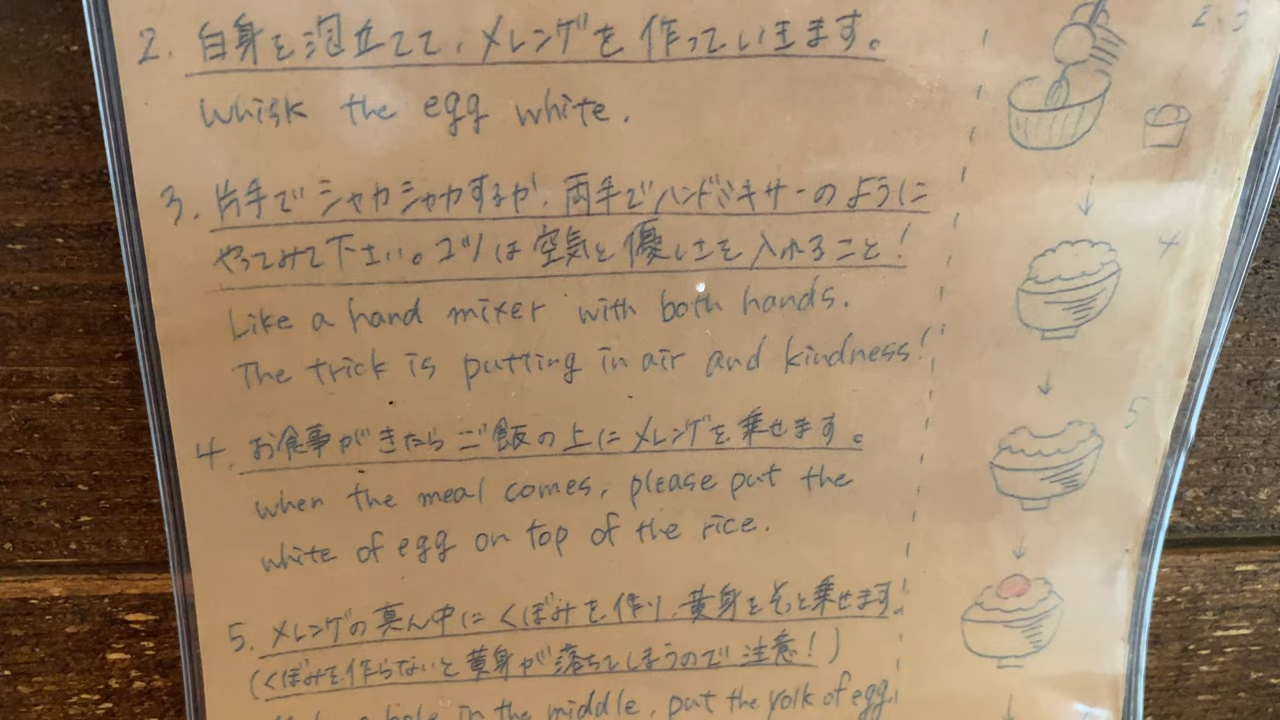 2. 白身を泡立てて、メレンゲを作っていきます。
whisk the egg white.
3. 片手でシャカシャカするか、両手でハンドミキサーのように
やってみて下さい。コツは空気と優しさを入れること!
Like a hand mixer with both hands.
The trick is putting in air and kindness!
4. お食事がきたらご飯の上にメレンゲを乗せます。
when the meal comes, please put the
white of egg on top of the rice.
5. メレンゲの真ん中にくぼみを作り、黄身をそっと乗せます。
(くぼみを作らないと黄身が落ちてしまうので注意!)
hole in the middle, put the yolk of egg,
2.3
4
5